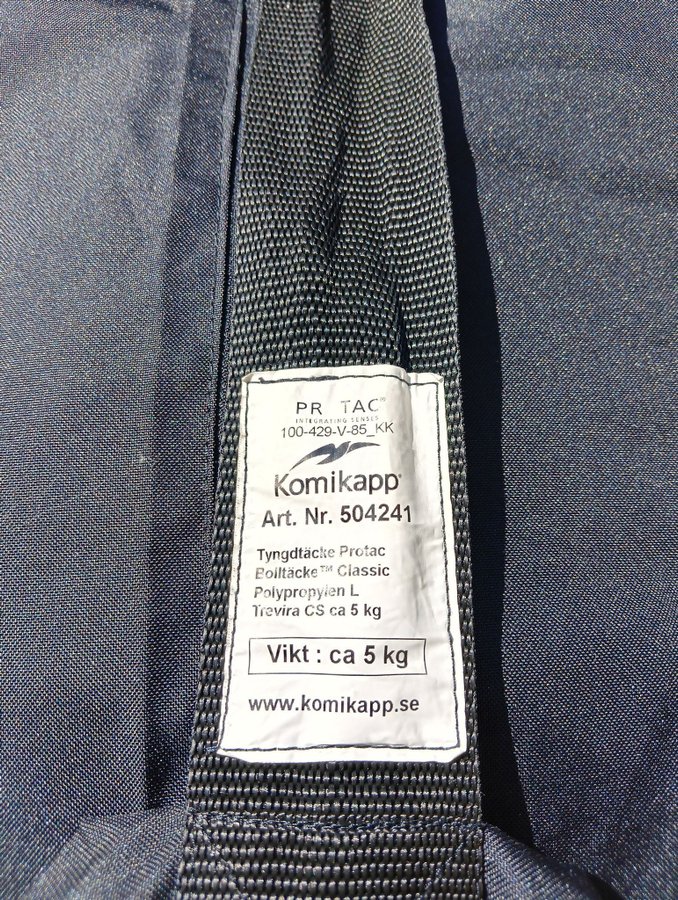 PR TAC®
INTEGRATING SENSES
100-429-V-85_KK
Komikapp®
Art. Nr. 504241
Tyngdtäcke Protac
Bolltäcke™ Classic
Polypropylen L
Trevira CS ca 5 kg
Vikt : ca 5 kg
www.komikapp.se